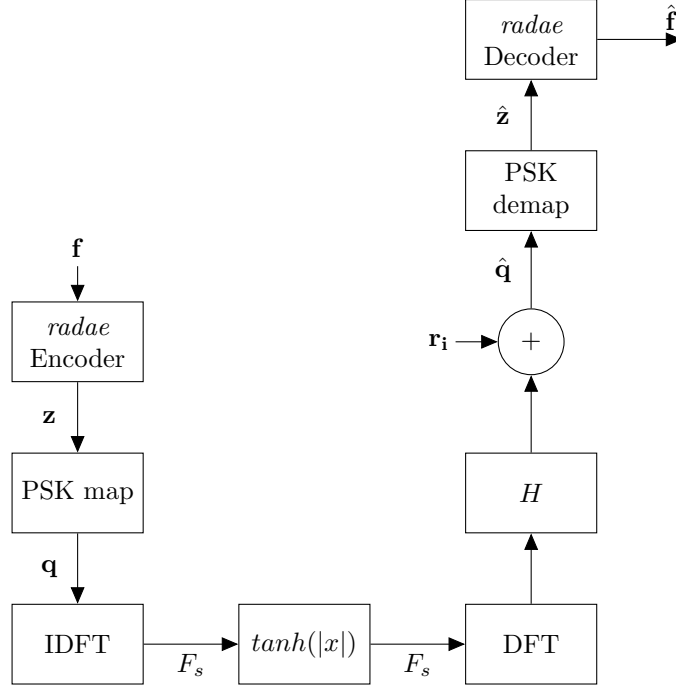 f
radae
Encoder
z
PSK map
q
IDFT
F_s
tanh(|x|)
F_s
DFT
H
r_i
+
q̂
PSK
demap
ẑ
radae
Decoder
f̂